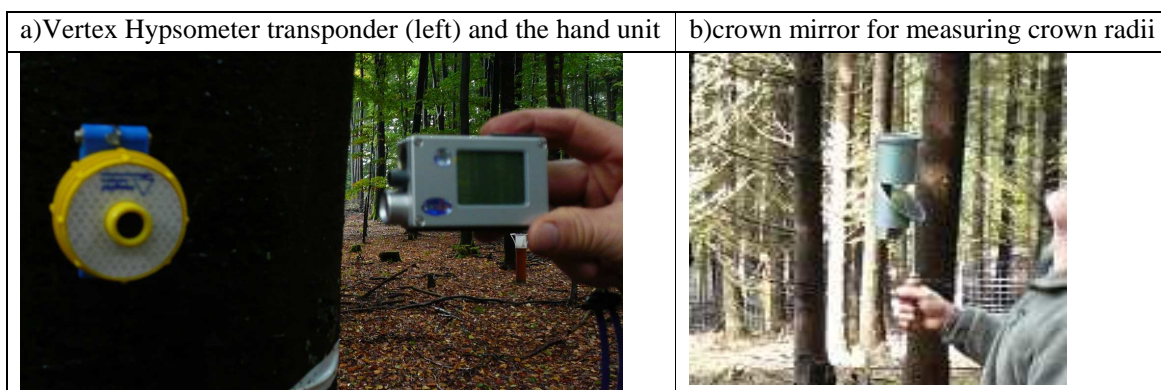 a)Vertex Hypsometer transponder (left) and the hand unit
b)crown mirror for measuring crown radii